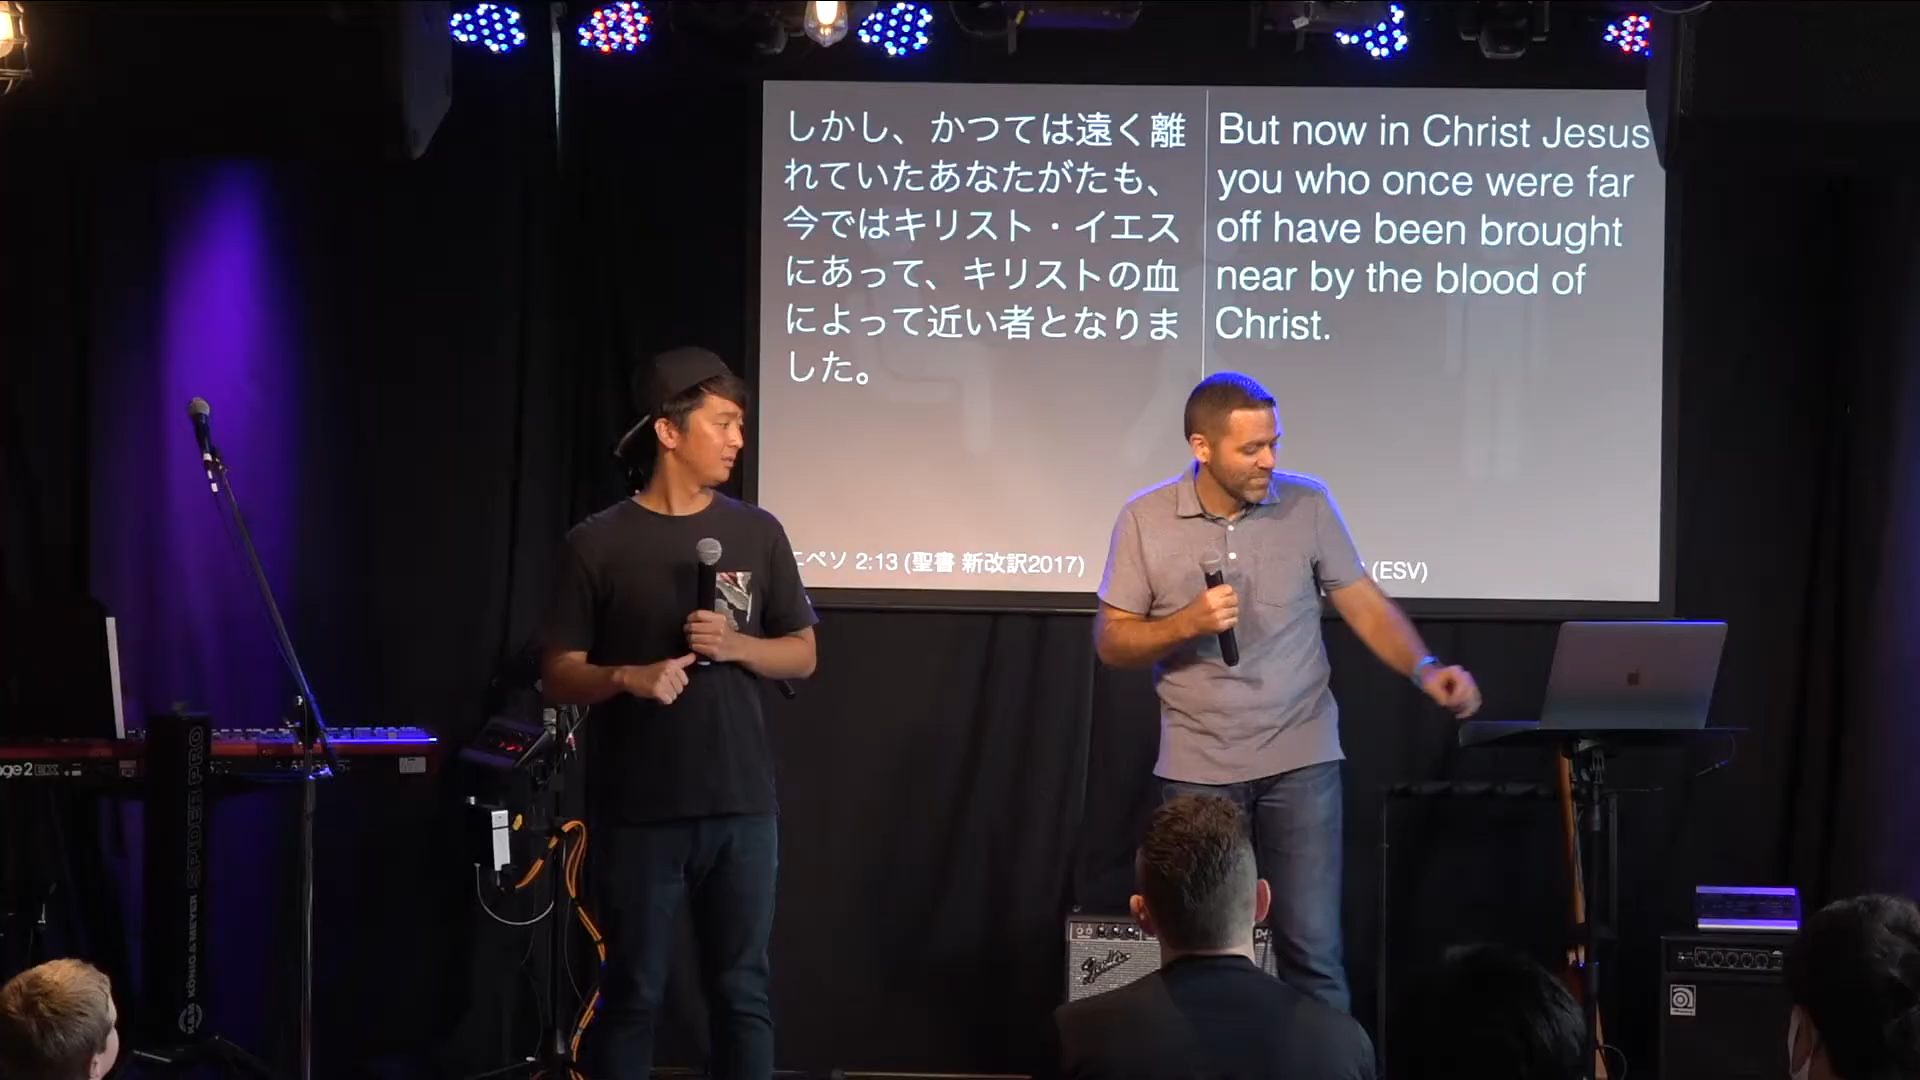 しかし、かつては遠く離
れていたあなたがたも、
今ではキリスト・イエス
にあって、キリストの血
によって近い者となりま
した。
But now in Christ Jesus
you who once were far
off have been brought
near by the blood of
Christ.
エペソ 2:13 (聖書 新改訳2017)
(ESV)
SPIDER PRO
KÖNIG & MEYER
K&M
Fender
Ampeg